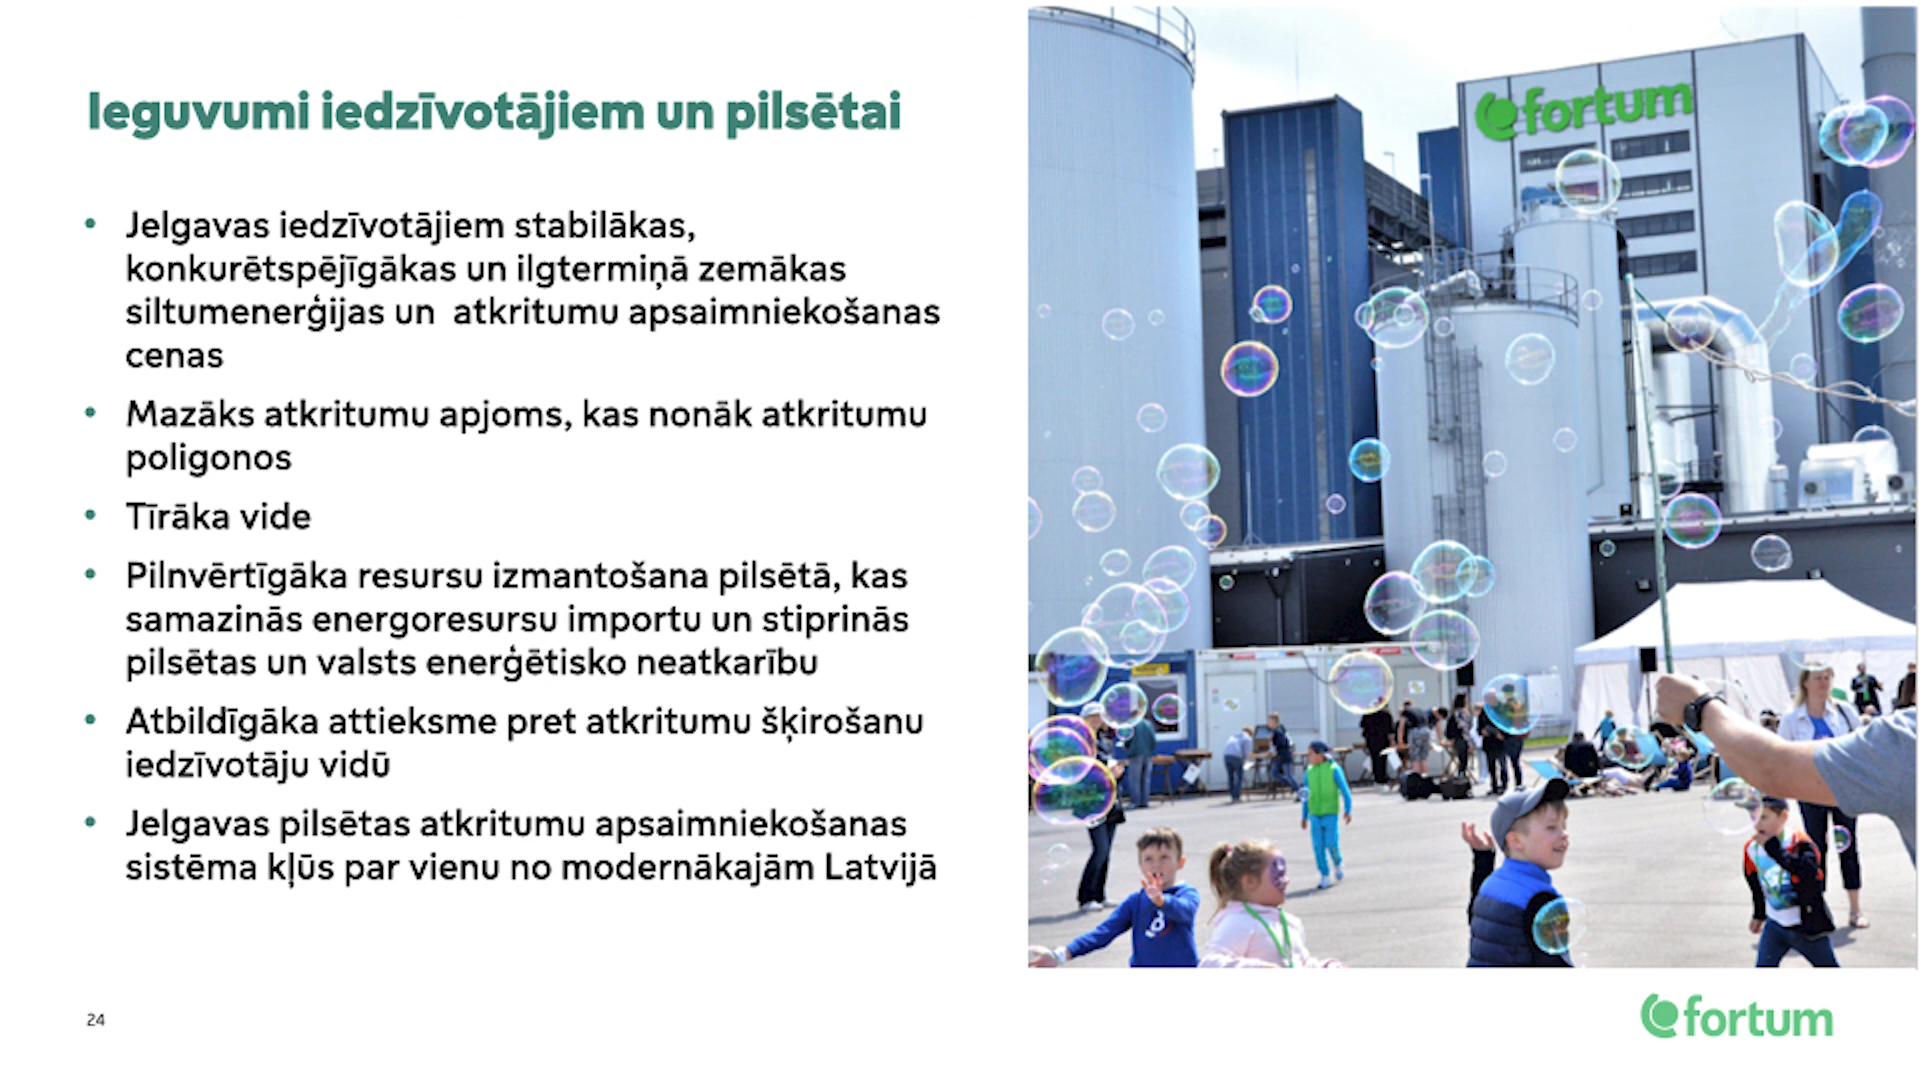 Ieguvumi iedzīvotājiem un pilsētai
• Jelgavas iedzīvotājiem stabilākas,
konkurētspējīgākas un ilgtermiņā zemākas
siltumenerģijas un  atkritumu apsaimniekošanas
cenas
• Mazāks atkritumu apjoms, kas nonāk atkritumu
poligonos
• Tīrāka vide
• Pilnvērtīgāka resursu izmantošana pilsētā, kas
samazinās energoresursu importu un stiprinās
pilsētas un valsts enerģētisko neatkarību
• Atbildīgāka attieksme pret atkritumu šķirošanu
iedzīvotāju vidū
• Jelgavas pilsētas atkritumu apsaimniekošanas
sistēma kļūs par vienu no modernākajām Latvijā
fortum
24
fortum